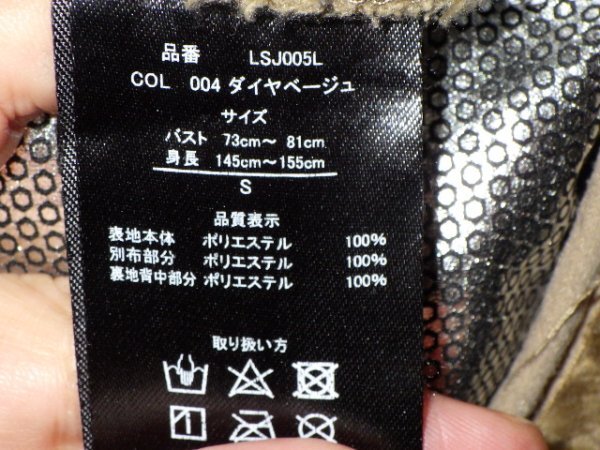 品番 LSJ005L
COL 004 ダイヤベージュ
サイズ
バスト 73cm～ 81cm
身長 145cm～155cm
S
品質表示
表地本体 ポリエステル 100%
別布部分 ポリエステル 100%
裏地背中部分 ポリエステル 100%
取り扱い方